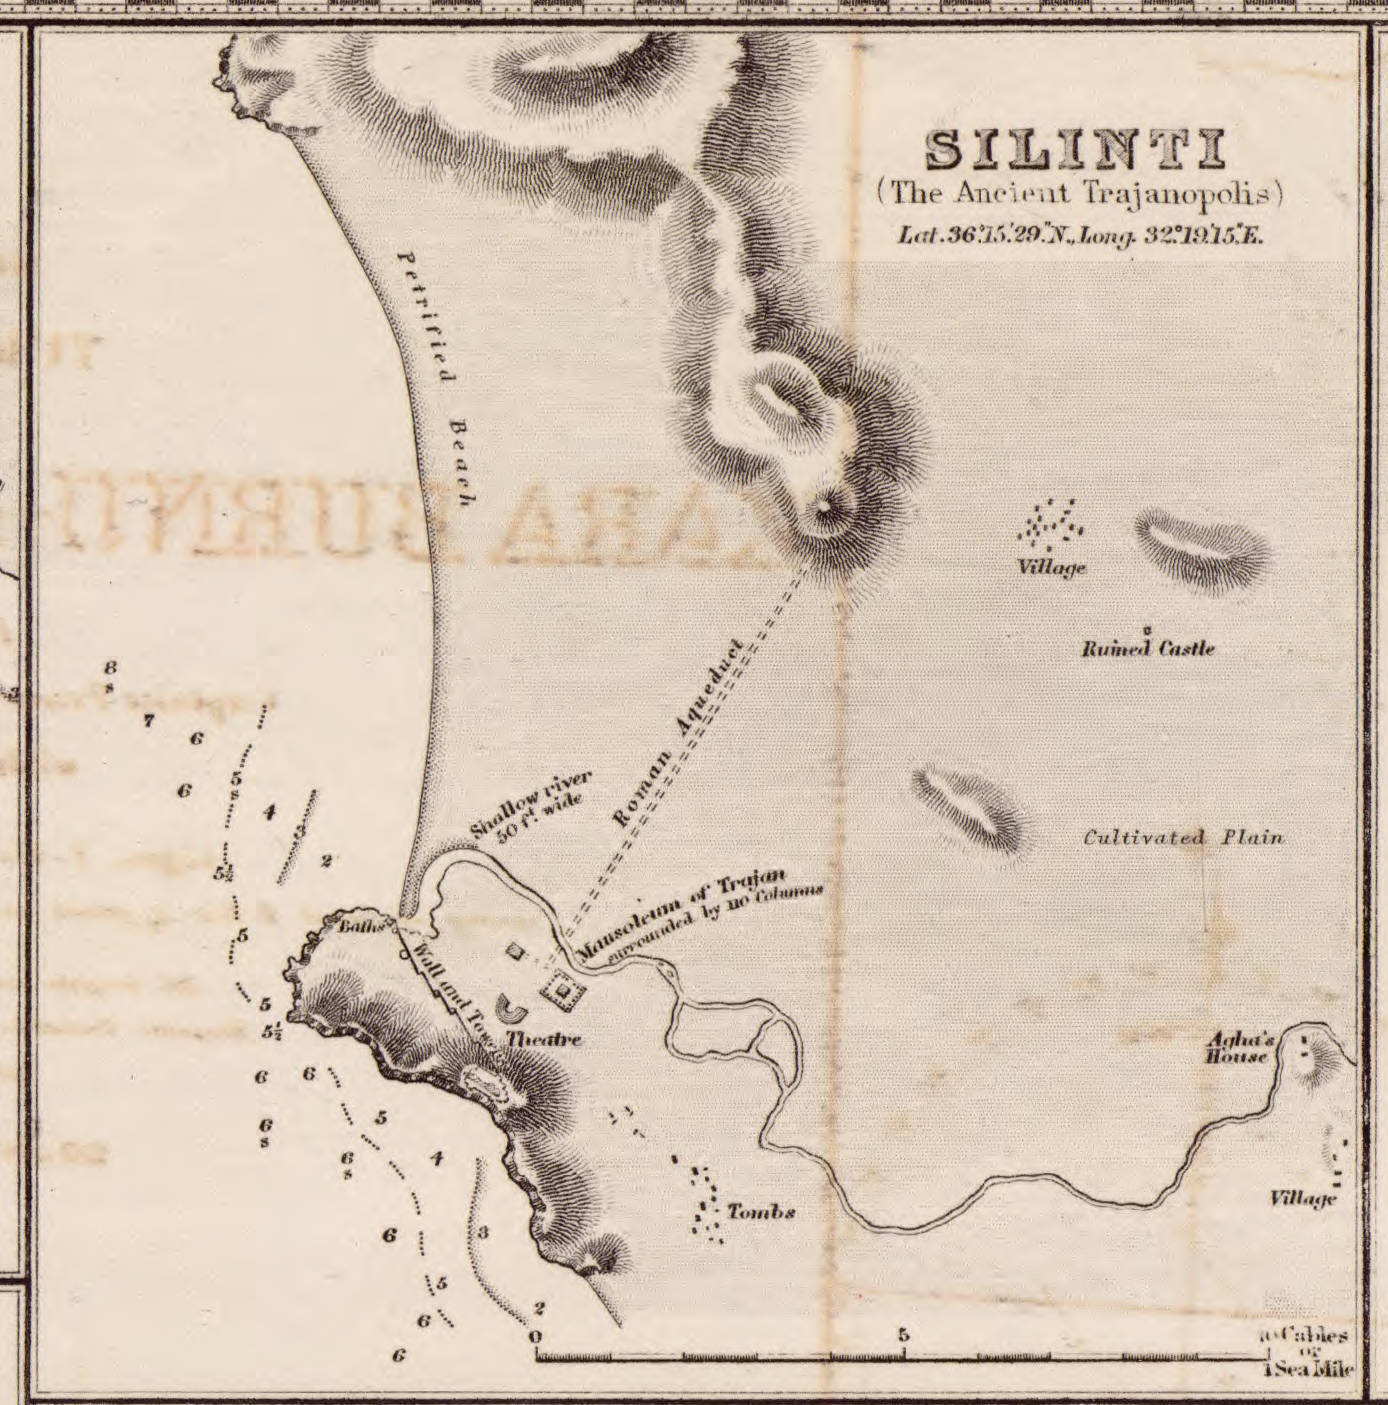 SILINTI
(The Ancient Trajanopolis)
Lat. 36°15'29"N., Long. 32°19'15"E.
Petrified Beach
Village
Ruined Castle
Roman Aqueduct
8
s
7
6
5
s
6
4
3
2
5½
5
5
5½
Shallow river
50 ft. wide
Cultivated Plain
Mausoleum of Trajan
surrounded by 110 Columns
Baths
Wall and Towers
Theatre
Agha's
House
6
6
6
s
5
6
s
4
Tombs
Village
6
3
5
6
2
6
0
5
10 Cables
or
1 Sea Mile